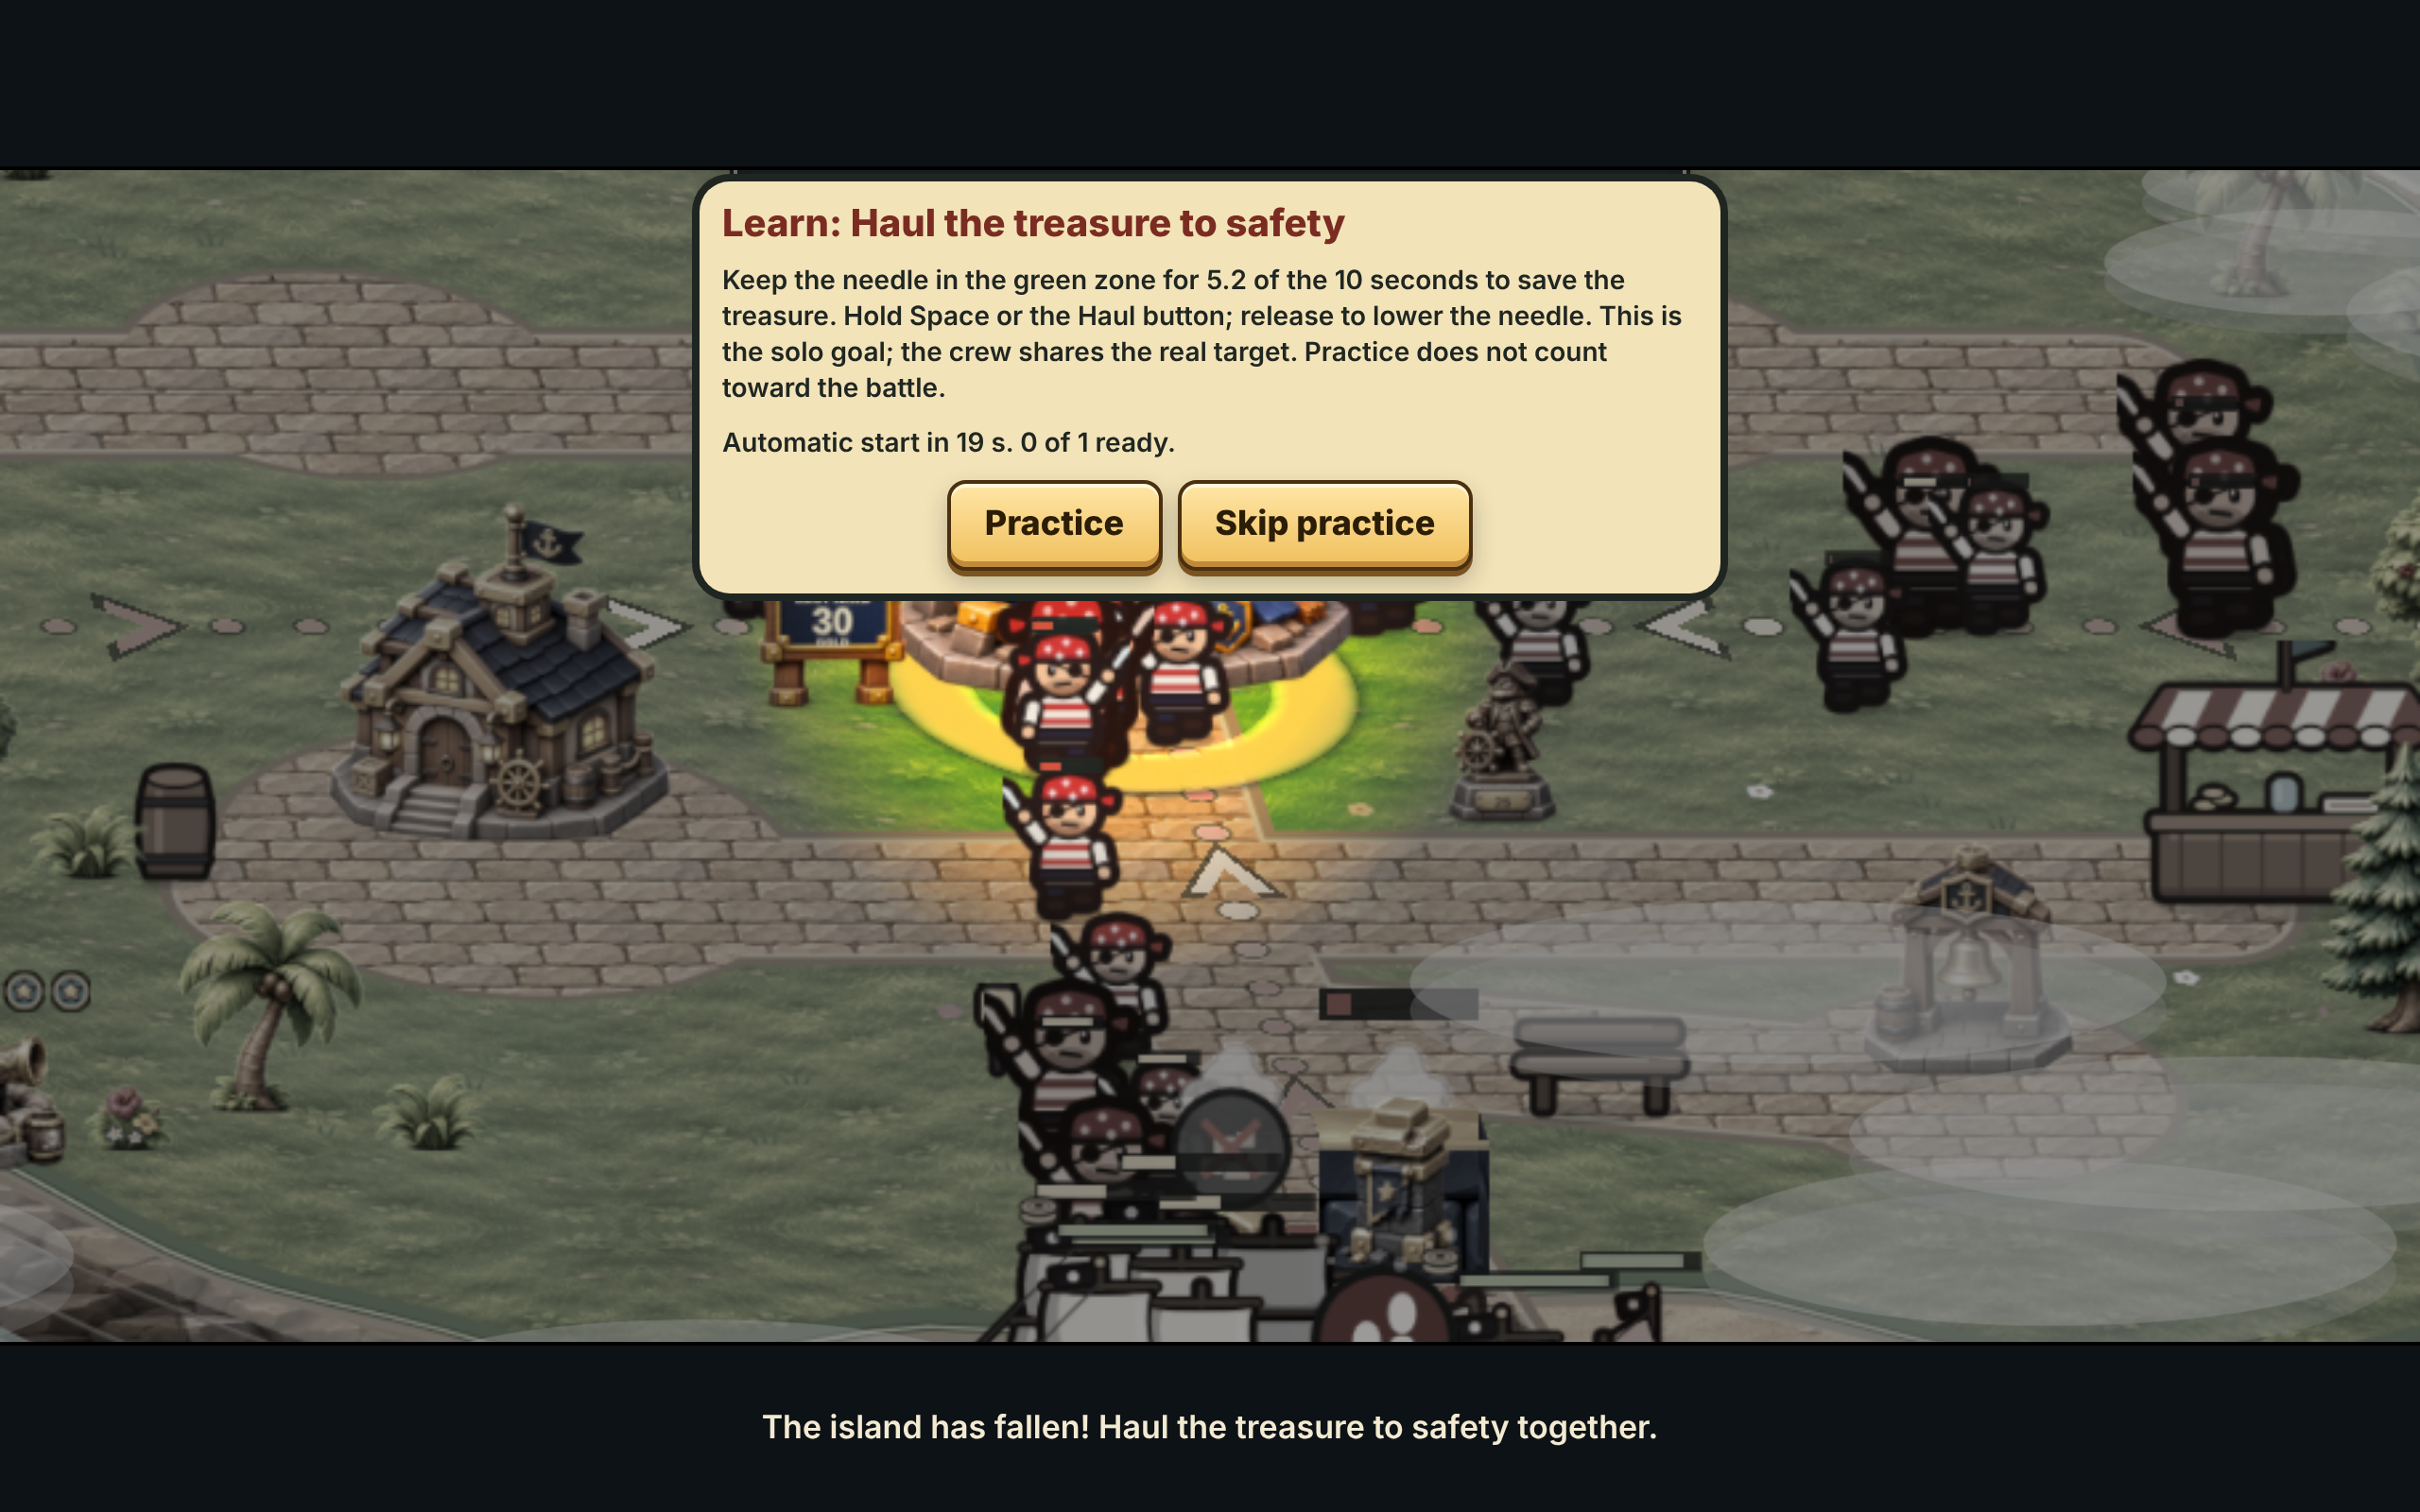 Learn: Haul the treasure to safety
Keep the needle in the green zone for 5.2 of the 10 seconds to save the
treasure. Hold Space or the Haul button; release to lower the needle. This is
the solo goal; the crew shares the real target. Practice does not count
toward the battle.
Automatic start in 19 s. 0 of 1 ready.
Practice
Skip practice
30
25
The island has fallen! Haul the treasure to safety together.